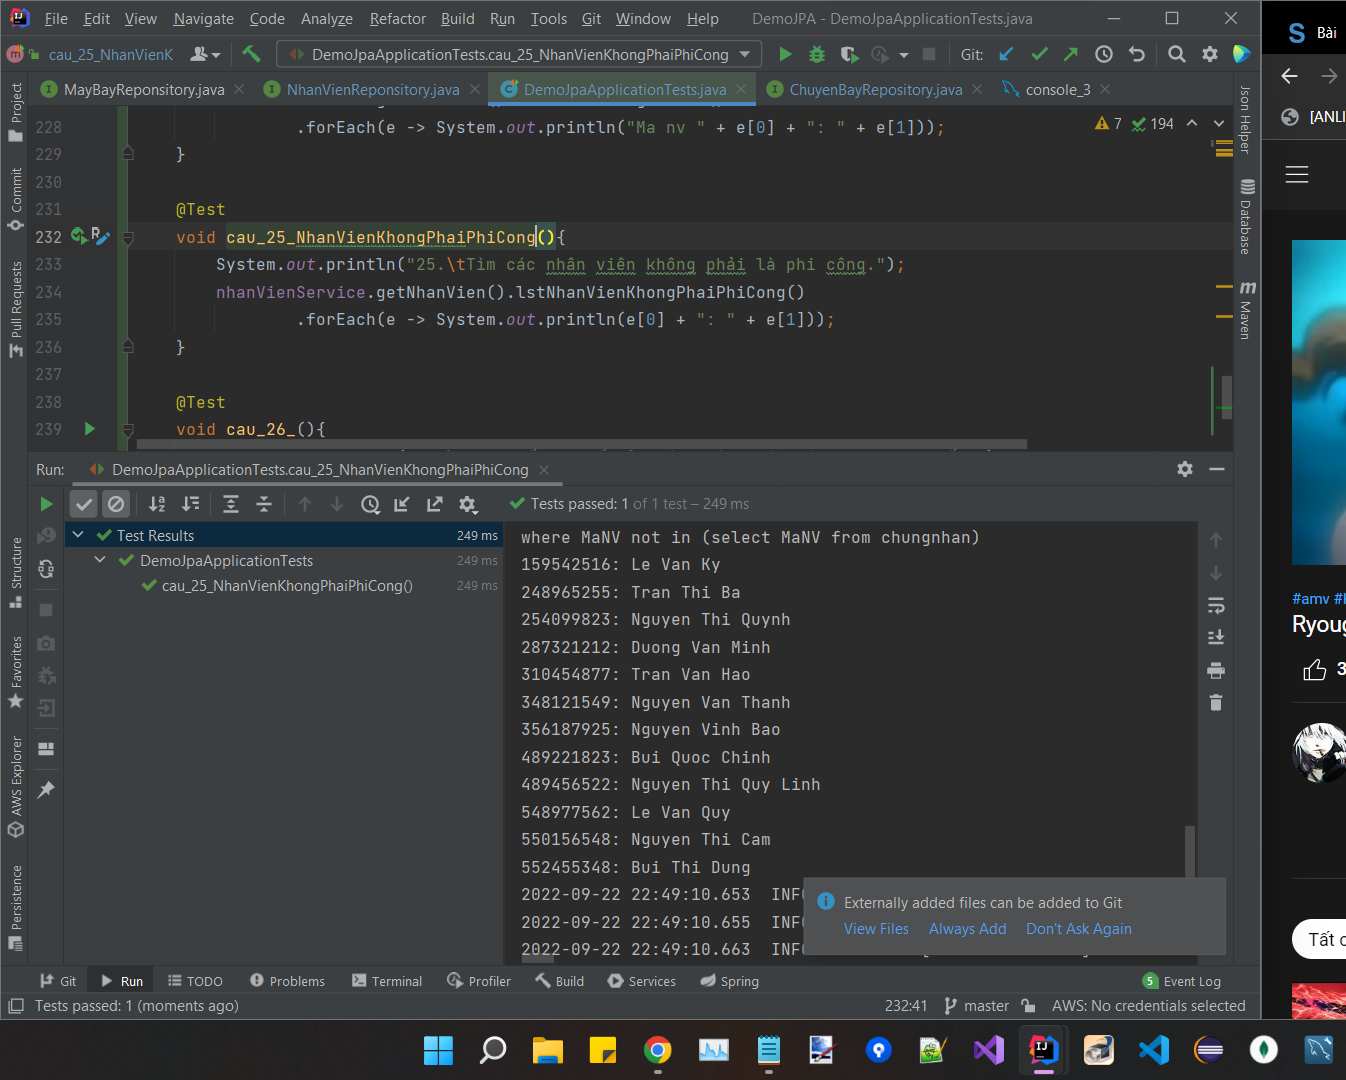 File Edit View Navigate Code Analyze Refactor Build Run Tools Git Window Help DemoJPA - DemoJpaApplicationTests.java
cau_25_NhanVienK DemoJpaApplicationTests.cau_25_NhanVienKhongPhaiPhiCong Git:
MayBayReponsitory.java NhanVienReponsitory.java DemoJpaApplicationTests.java ChuyenBayRepository.java console_3
228 .forEach(e -> System.out.println("Ma nv " + e[0] + ": " + e[1]));
7 194
229 }
230
231 @Test
232 void cau_25_NhanVienKhongPhaiPhiCong(){
233 System.out.println("25.\tTìm các nhân viên không phải là phi công.");
234 nhanVienService.getNhanVien().lstNhanVienKhongPhaiPhiCong()
235 .forEach(e -> System.out.println(e[0] + ": " + e[1]));
236 }
237
238 @Test
239 void cau_26_(){
Project
Commit
Pull Requests
Structure
Favorites
AWS Explorer
Persistence
Json Helper
Database
Maven
Run: DemoJpaApplicationTests.cau_25_NhanVienKhongPhaiPhiCong
Tests passed: 1 of 1 test – 249 ms
Test Results 249 ms
DemoJpaApplicationTests 249 ms
cau_25_NhanVienKhongPhaiPhiCong() 249 ms
where MaNV not in (select MaNV from chungnhan)
159542516: Le Van Ky
248965255: Tran Thi Ba
254099823: Nguyen Thi Quynh
287321212: Duong Van Minh
310454877: Tran Van Hao
348121549: Nguyen Van Thanh
356187925: Nguyen Vinh Bao
489221823: Bui Quoc Chinh
489456522: Nguyen Thi Quy Linh
548977562: Le Van Quy
550156548: Nguyen Thi Cam
552455348: Bui Thi Dung
2022-09-22 22:49:10.653 INFO
2022-09-22 22:49:10.655 INFO
2022-09-22 22:49:10.663 INFO
Externally added files can be added to Git
View Files Always Add Don't Ask Again
Git Run TODO Problems Terminal Profiler Build Services Spring 5 Event Log
Tests passed: 1 (moments ago) 232:41 master AWS: No credentials selected
S Bài
[ANLI
#amv
Ryoug
3
Tất c